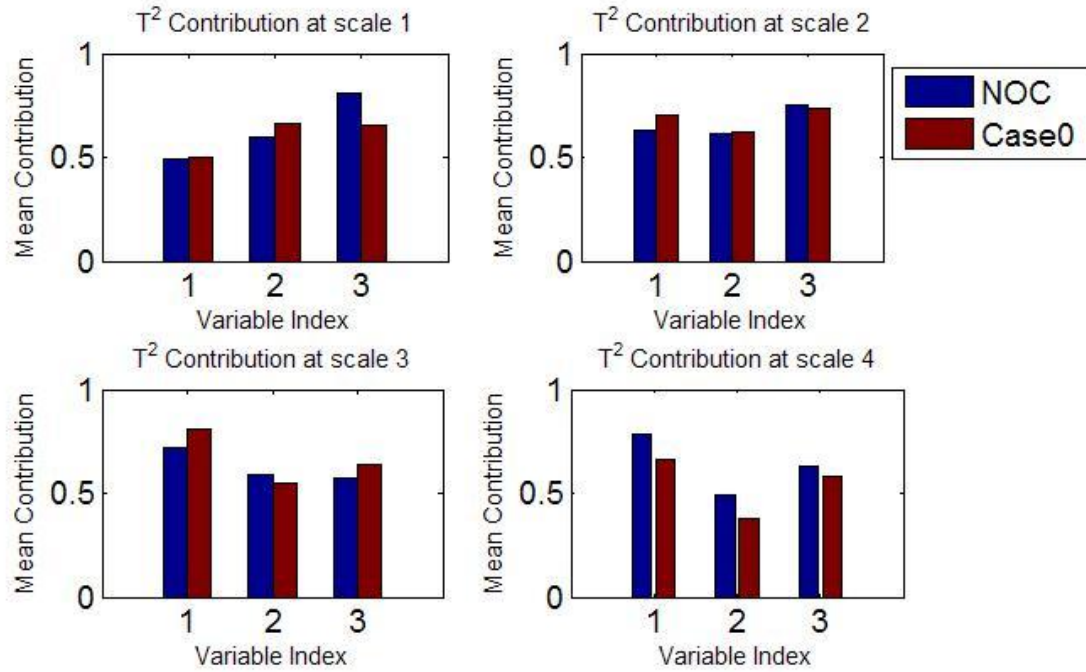 T² Contribution at scale 1
1
0.5
0
Mean Contribution
1 2 3
Variable Index
T² Contribution at scale 2
1
0.5
0
Mean Contribution
1 2 3
Variable Index
NOC
Case0
T² Contribution at scale 3
1
0.5
0
Mean Contribution
1 2 3
Variable Index
T² Contribution at scale 4
1
0.5
0
Mean Contribution
1 2 3
Variable Index